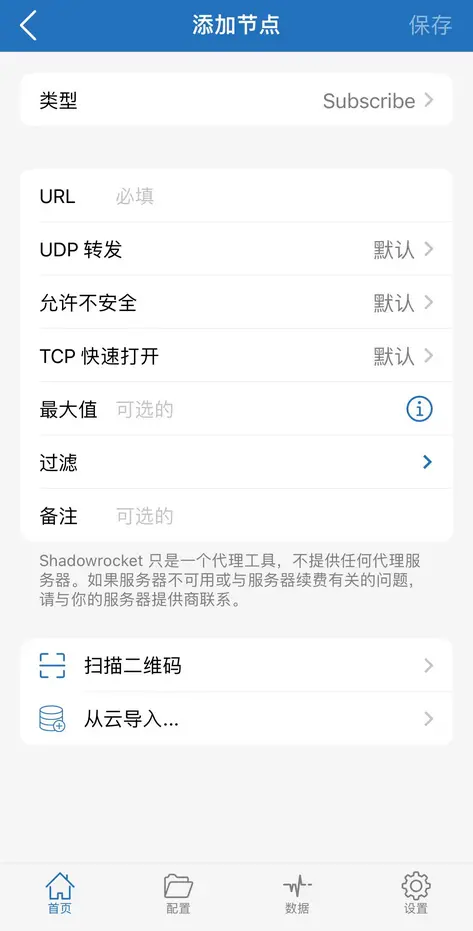 添加节点
保存
类型
Subscribe
URL
必填
UDP 转发
默认
允许不安全
默认
TCP 快速打开
默认
最大值
可选的
过滤
备注
可选的
Shadowrocket 只是一个代理工具，不提供任何代理服
务器。如果服务器不可用或与服务器续费有关的问题，
请与你的服务器提供商联系。
扫描二维码
从云导入...
首页
配置
数据
设置